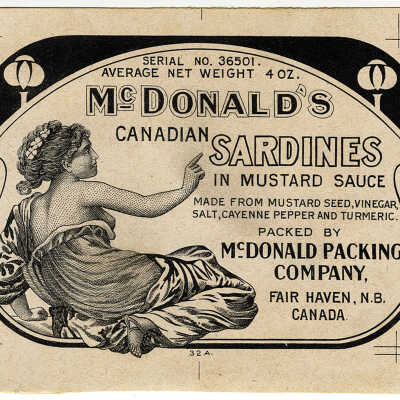 SERIAL NO. 36501.
AVERAGE NET WEIGHT 4 OZ.
McDONALD'S
CANADIAN
SARDINES
IN MUSTARD SAUCE
MADE FROM MUSTARD SEED, VINEGAR,
SALT, CAYENNE PEPPER AND TURMERIC.
PACKED BY
McDONALD PACKING
COMPANY,
FAIR HAVEN, N.B.
CANADA
32A.